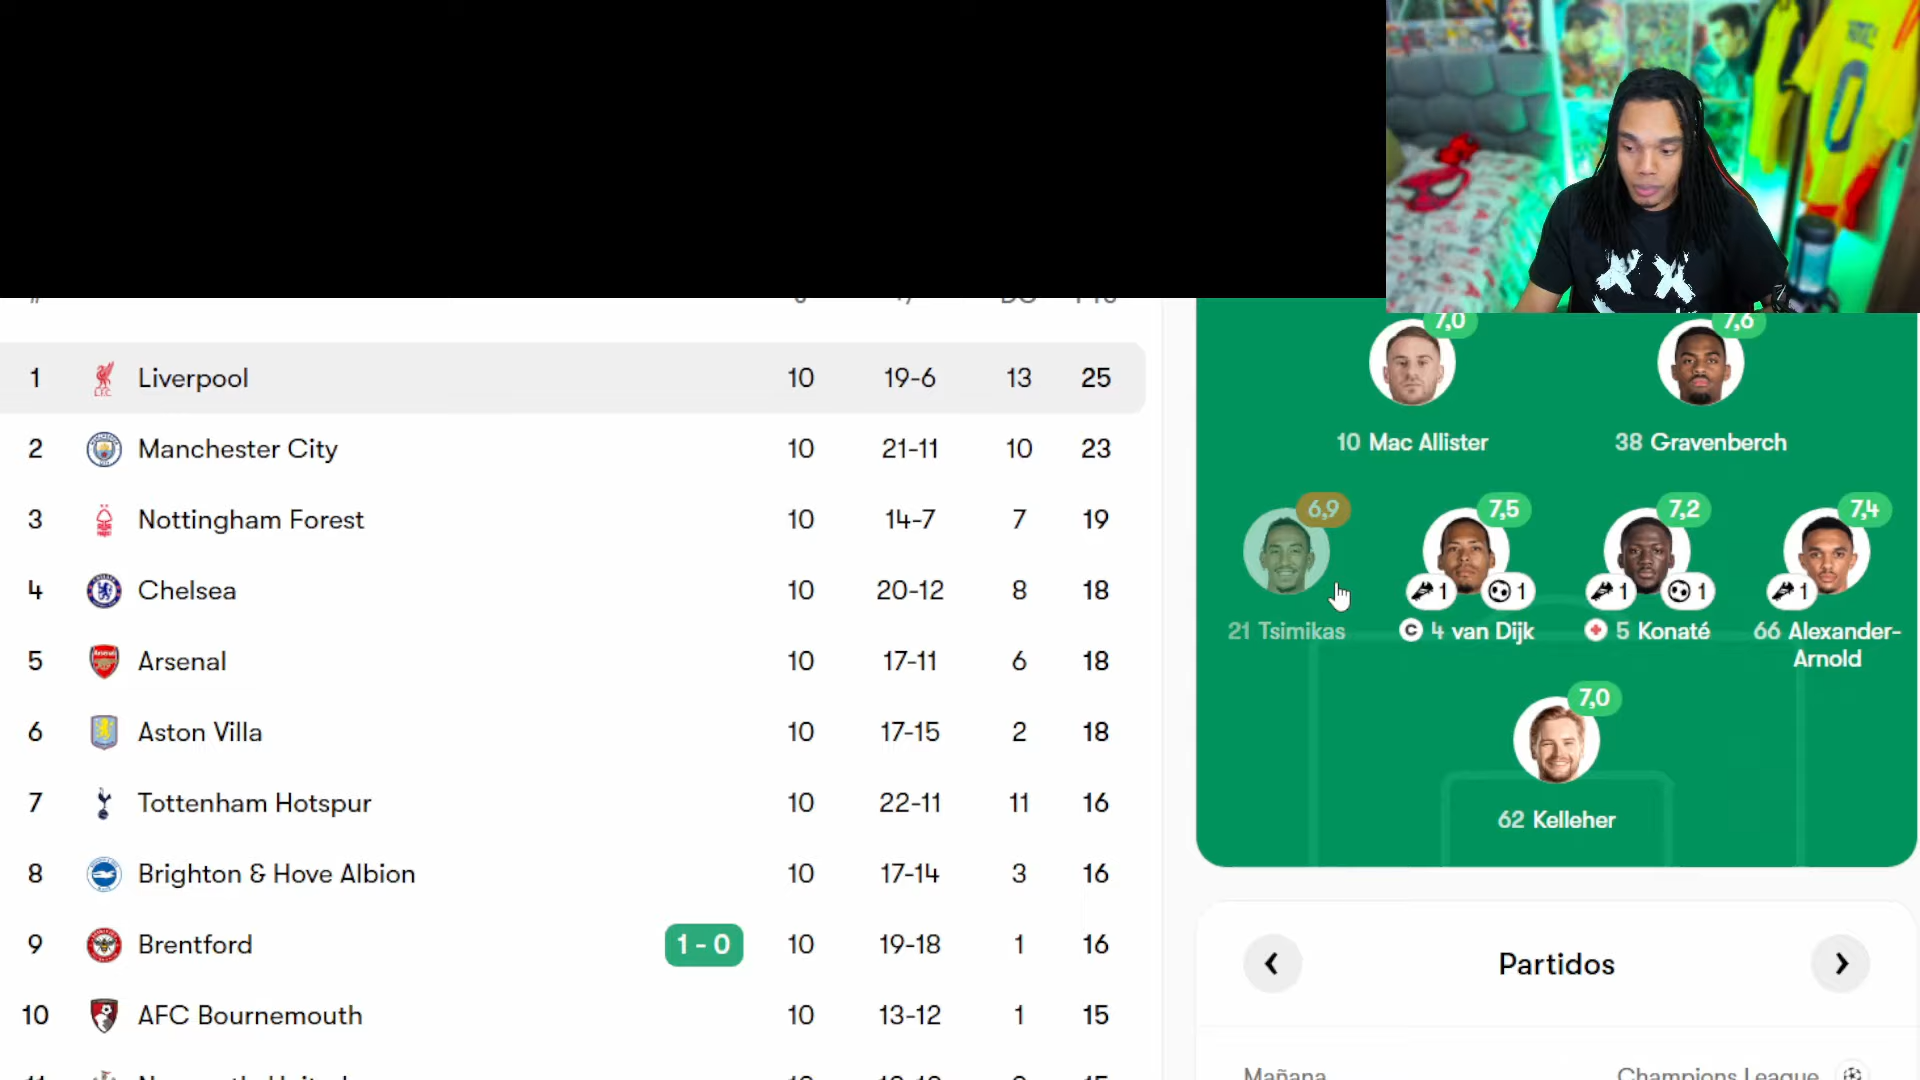 1 Liverpool 10 19-6 13 25
2 Manchester City 10 21-11 10 23
3 Nottingham Forest 10 14-7 7 19
4 Chelsea 10 20-12 8 18
5 Arsenal 10 17-11 6 18
6 Aston Villa 10 17-15 2 18
7 Tottenham Hotspur 10 22-11 11 16
8 Brighton & Hove Albion 10 17-14 3 16
9 Brentford 1 - 0 10 19-18 1 16
10 AFC Bournemouth 10 13-12 1 15
7,0 7,6
10 Mac Allister 38 Gravenberch
6,9 7,5 7,2 7,4
1 1 1 1 1
21 Tsimikas C 4 van Dijk 5 Konaté 66 Alexander-
Arnold
7,0
62 Kelleher
Partidos
Mañana Champions League